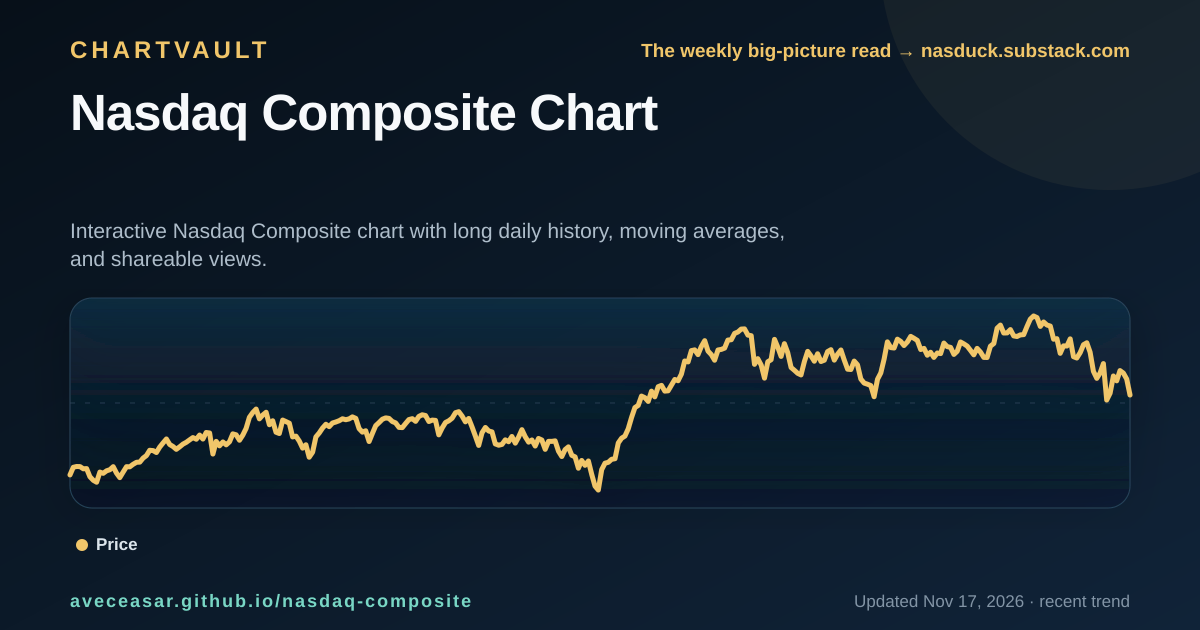 CHARTVAULT
The weekly big-picture read → nasduck.substack.com
Nasdaq Composite Chart
Interactive Nasdaq Composite chart with long daily history, moving averages,
and shareable views.
Price
aveceasar.github.io/nasdaq-composite
Updated Nov 17, 2026 · recent trend